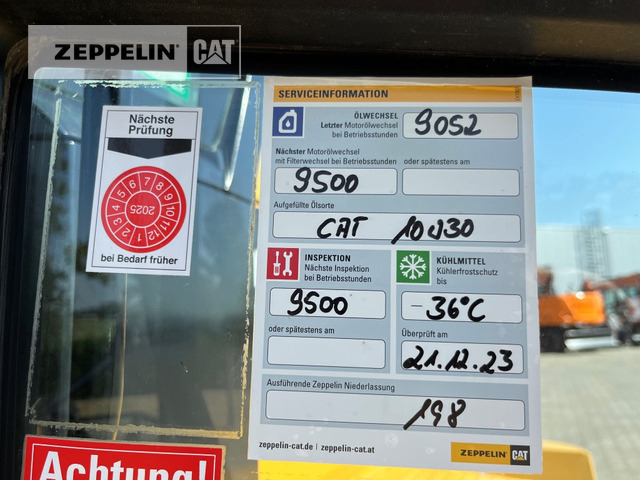 ZEPPELIN CAT
Nächste
Prüfung
2025
1 2 3 4 5 6 7 8 9 10 11 12
bei Bedarf früher
SERVICEINFORMATION
ÖLWECHSEL
Letzter Motorölwechsel
bei Betriebsstunden
9052
Nächster Motorölwechsel
mit Filterwechsel bei Betriebsstunden
oder spätestens am
9500
Aufgefüllte Ölsorte
CAT 10W30
INSPEKTION
Nächste Inspektion
bei Betriebsstunden
9500
oder spätestens am
KÜHLMITTEL
Kühlerfrostschutz
bis
-36°C
Überprüft am
21.12.23
Ausführende Zeppelin Niederlassung
198
zeppelin-cat.de | zeppelin-cat.at
ZEPPELIN CAT
Achtung!